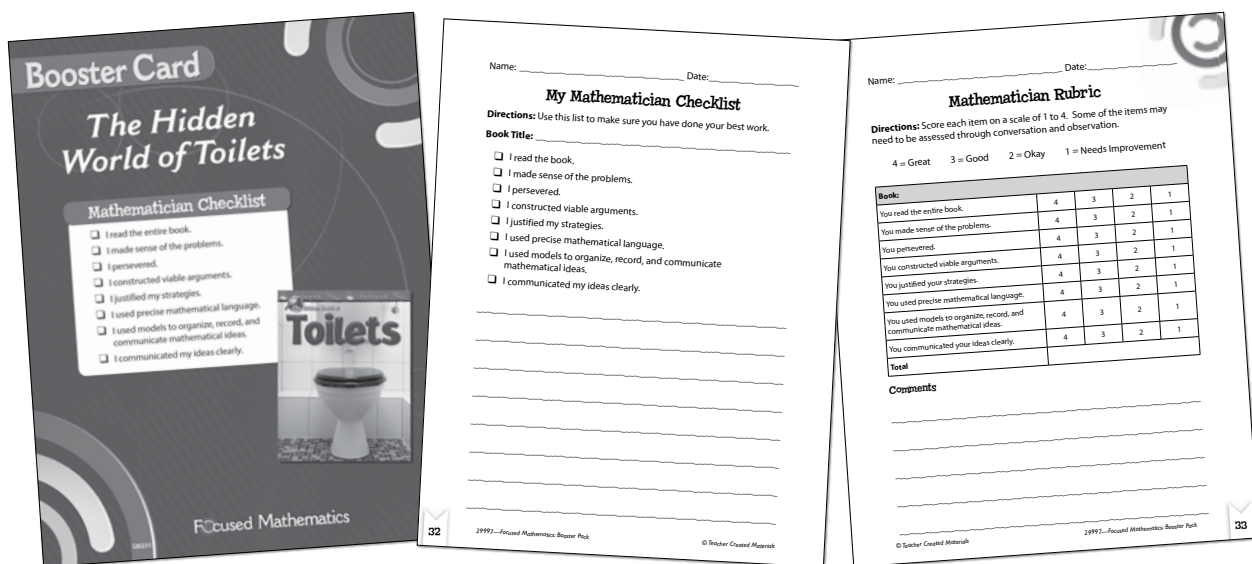 Booster Card
The Hidden
World of Toilets
Mathematician Checklist
❑ I read the entire book.
❑ I made sense of the problems.
❑ I persevered.
❑ I constructed viable arguments.
❑ I justified my strategies.
❑ I used precise mathematical language.
❑ I used models to organize, record, and
communicate mathematical ideas.
❑ I communicated my ideas clearly.
Toilets
Focused Mathematics
Name: Date:
My Mathematician Checklist
Directions: Use this list to make sure you have done your best work.
Book Title:
❑ I read the book.
❑ I made sense of the problems.
❑ I persevered.
❑ I constructed viable arguments.
❑ I justified my strategies.
❑ I used precise mathematical language.
❑ I used models to organize, record, and communicate
mathematical ideas.
❑ I communicated my ideas clearly.
32
29997—Focused Mathematics: Booster Pack
© Teacher Created Materials
Name: Date:
Mathematician Rubric
Directions: Score each item on a scale of 1 to 4. Some of the items may
need to be assessed through conversation and observation.
4 = Great 3 = Good 2 = Okay 1 = Needs Improvement
Book:
You read the entire book. 4 3 2 1
You made sense of the problems. 4 3 2 1
You persevered. 4 3 2 1
You constructed viable arguments. 4 3 2 1
You justified your strategies. 4 3 2 1
You used precise mathematical language. 4 3 2 1
You used models to organize, record, and
communicate mathematical ideas. 4 3 2 1
You communicated your ideas clearly. 4 3 2 1
Total
Comments
© Teacher Created Materials
29997—Focused Mathematics: Booster Pack
33